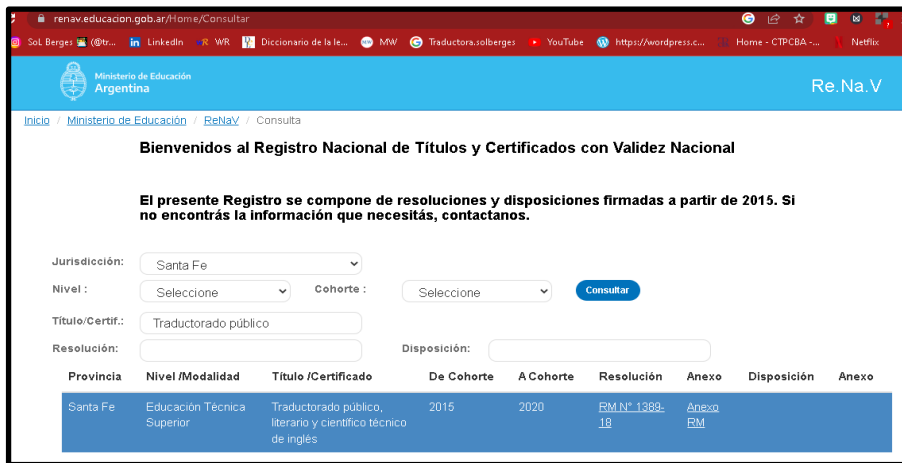 renav.educacion.gob.ar/Home/Consultar
SoL Berges (@tr... LinkedIn WR Diccionario de la le... MW Traductora.solberges YouTube https://wordpress.c... Home - CTPCBA -... Netflix
Ministerio de Educación
Argentina
Re.Na.V
Inicio / Ministerio de Educación / ReNaV / Consulta
Bienvenidos al Registro Nacional de Títulos y Certificados con Validez Nacional
El presente Registro se compone de resoluciones y disposiciones firmadas a partir de 2015. Si
no encontrás la información que necesitás, contactanos.
Jurisdicción: Santa Fe
Nivel : Seleccione Cohorte : Seleccione Consultar
Título/Certif.: Traductorado público
Resolución: Disposición:
Provincia Nivel /Modalidad Título /Certificado De Cohorte A Cohorte Resolución Anexo Disposición Anexo
Santa Fe Educación Técnica Traductorado público, 2015 2020 RM N° 1389- Anexo
Superior literario y científico técnico 18 RM
de inglés